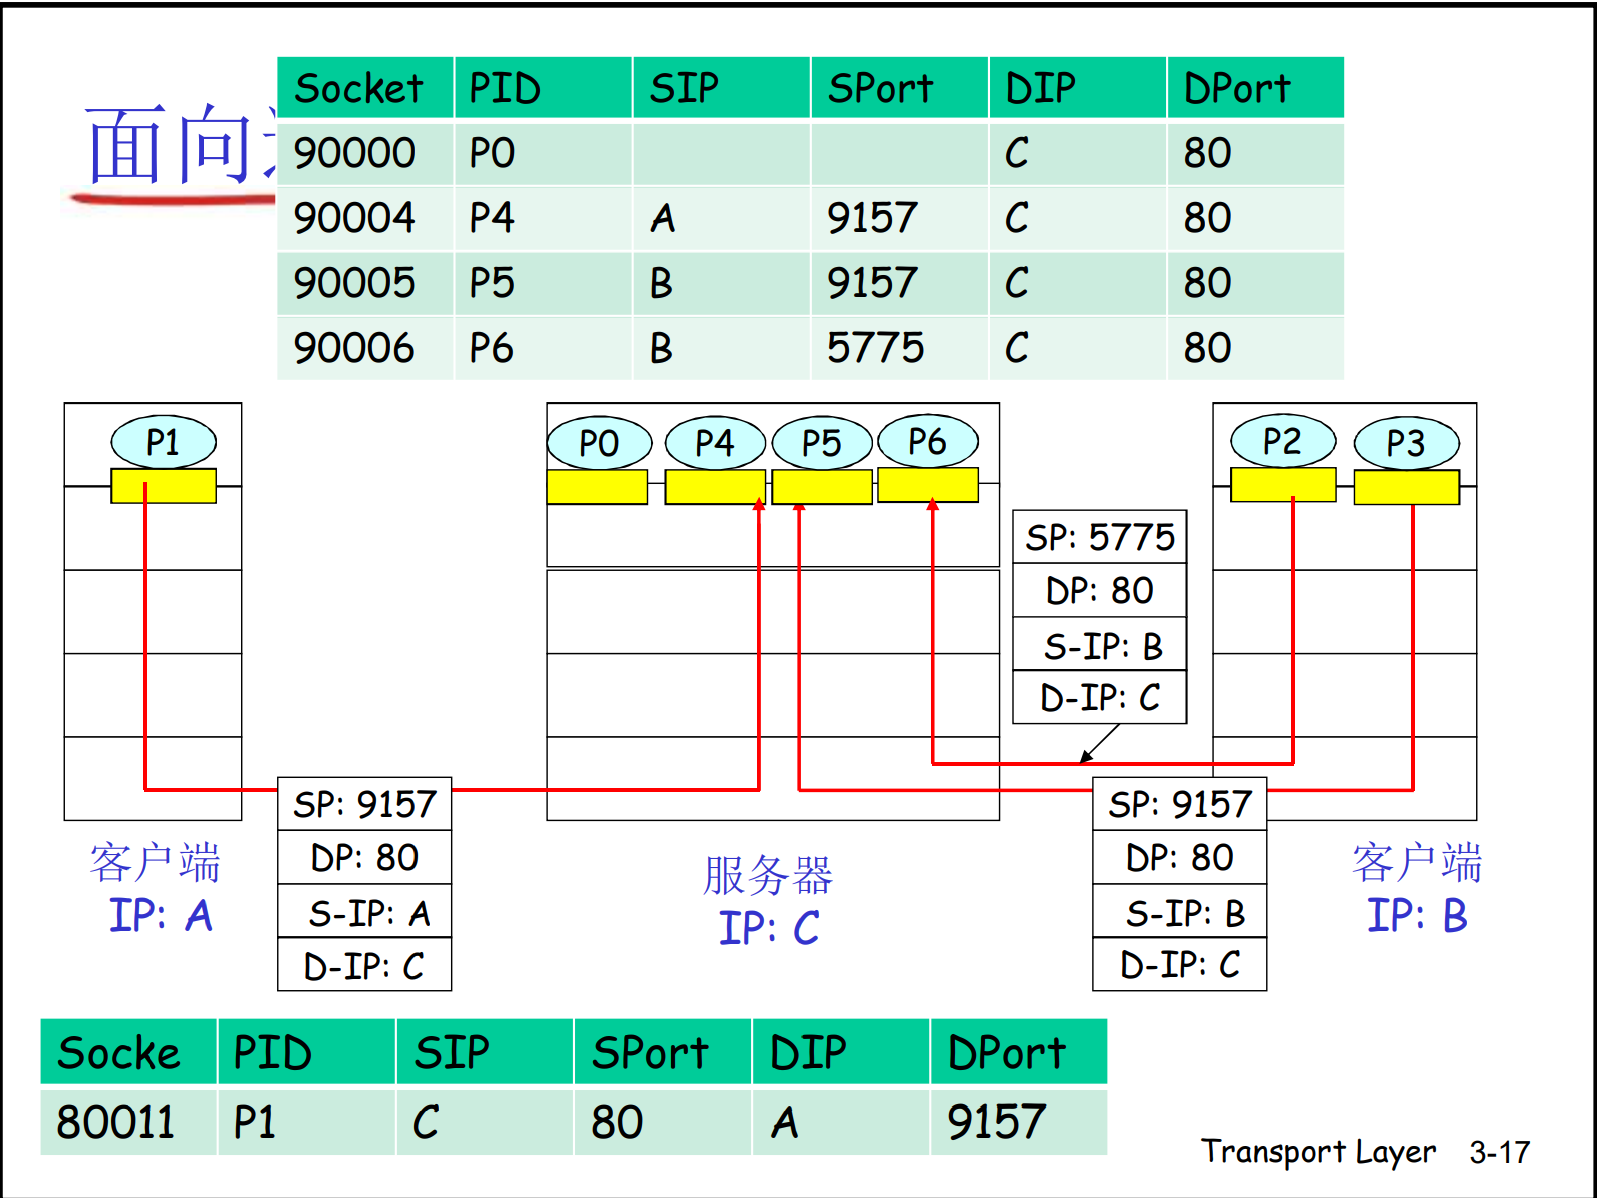 面向
Socket PID SIP SPort DIP DPort
90000 P0 C 80
90004 P4 A 9157 C 80
90005 P5 B 9157 C 80
90006 P6 B 5775 C 80
P1
P0 P4 P5 P6
P2 P3
SP: 5775
DP: 80
S-IP: B
D-IP: C
SP: 9157
DP: 80
S-IP: A
D-IP: C
SP: 9157
DP: 80
S-IP: B
D-IP: C
客户端
IP: A
服务器
IP: C
客户端
IP: B
Socke PID SIP SPort DIP DPort
80011 P1 C 80 A 9157
Transport Layer 3-17